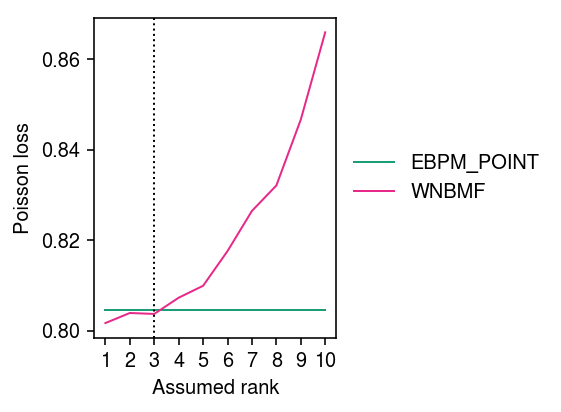 0.86
0.84
0.82
0.80
Poisson loss
1 2 3 4 5 6 7 8 9 10
Assumed rank
EBPM_POINT
WNBMF